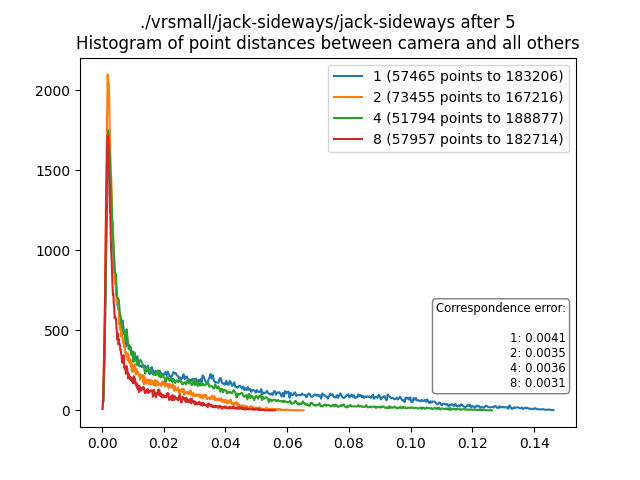 ./vrsmall/jack-sideways/jack-sideways after 5
Histogram of point distances between camera and all others
1 (57465 points to 183206)
2 (73455 points to 167216)
4 (51794 points to 188877)
8 (57957 points to 182714)
2000
1500
1000
500
0
Correspondence error:
1: 0.0041
2: 0.0035
4: 0.0036
8: 0.0031
0.00 0.02 0.04 0.06 0.08 0.10 0.12 0.14